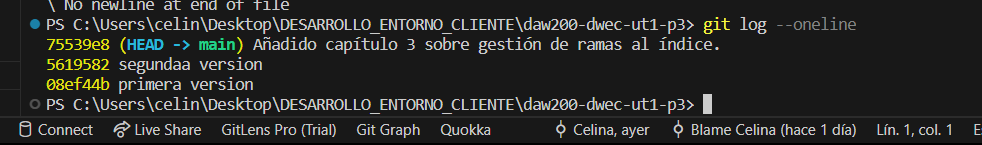 \ No newline at end of file
PS C:\Users\celin\Desktop\DESARROLLO_ENTORNO_CLIENTE\daw200-dwec-ut1-p3> git log --oneline
75539e8 (HEAD -> main) Añadido capítulo 3 sobre gestión de ramas al índice.
5619582 segundaa version
08ef44b primera version
PS C:\Users\celin\Desktop\DESARROLLO_ENTORNO_CLIENTE\daw200-dwec-ut1-p3>
Connect Live Share GitLens Pro (Trial) Git Graph Quokka Celina, ayer Blame Celina (hace 1 día) Lín. 1, col. 1